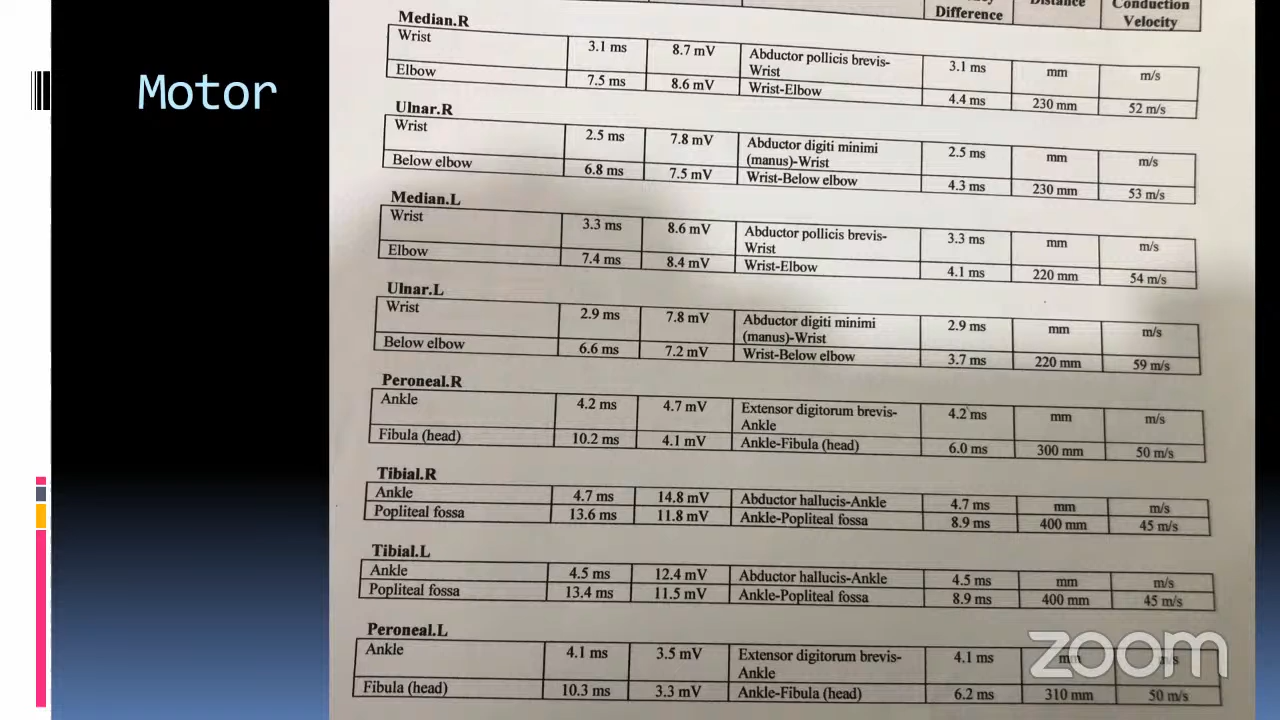 Motor
Difference
Distance
Conduction
Velocity
Median.R
Wrist 3.1 ms 8.7 mV Abductor pollicis brevis- 3.1 ms mm m/s
Wrist
Elbow 7.5 ms 8.6 mV Wrist-Elbow 4.4 ms 230 mm 52 m/s
Ulnar.R
Wrist 2.5 ms 7.8 mV Abductor digiti minimi 2.5 ms mm m/s
(manus)-Wrist
Below elbow 6.8 ms 7.5 mV Wrist-Below elbow 4.3 ms 230 mm 53 m/s
Median.L
Wrist 3.3 ms 8.6 mV Abductor pollicis brevis- 3.3 ms mm m/s
Wrist
Elbow 7.4 ms 8.4 mV Wrist-Elbow 4.1 ms 220 mm 54 m/s
Ulnar.L
Wrist 2.9 ms 7.8 mV Abductor digiti minimi 2.9 ms mm m/s
(manus)-Wrist
Below elbow 6.6 ms 7.2 mV Wrist-Below elbow 3.7 ms 220 mm 59 m/s
Peroneal.R
Ankle 4.2 ms 4.7 mV Extensor digitorum brevis- 4.2 ms mm m/s
Ankle
Fibula (head) 10.2 ms 4.1 mV Ankle-Fibula (head) 6.0 ms 300 mm 50 m/s
Tibial.R
Ankle 4.7 ms 14.8 mV Abductor hallucis-Ankle 4.7 ms mm m/s
Popliteal fossa 13.6 ms 11.8 mV Ankle-Popliteal fossa 8.9 ms 400 mm 45 m/s
Tibial.L
Ankle 4.5 ms 12.4 mV Abductor hallucis-Ankle 4.5 ms mm m/s
Popliteal fossa 13.4 ms 11.5 mV Ankle-Popliteal fossa 8.9 ms 400 mm 45 m/s
Peroneal.L
Ankle 4.1 ms 3.5 mV Extensor digitorum brevis- 4.1 ms mm m/s
Ankle
Fibula (head) 10.3 ms 3.3 mV Ankle-Fibula (head) 6.2 ms 310 mm 50 m/s
zoom